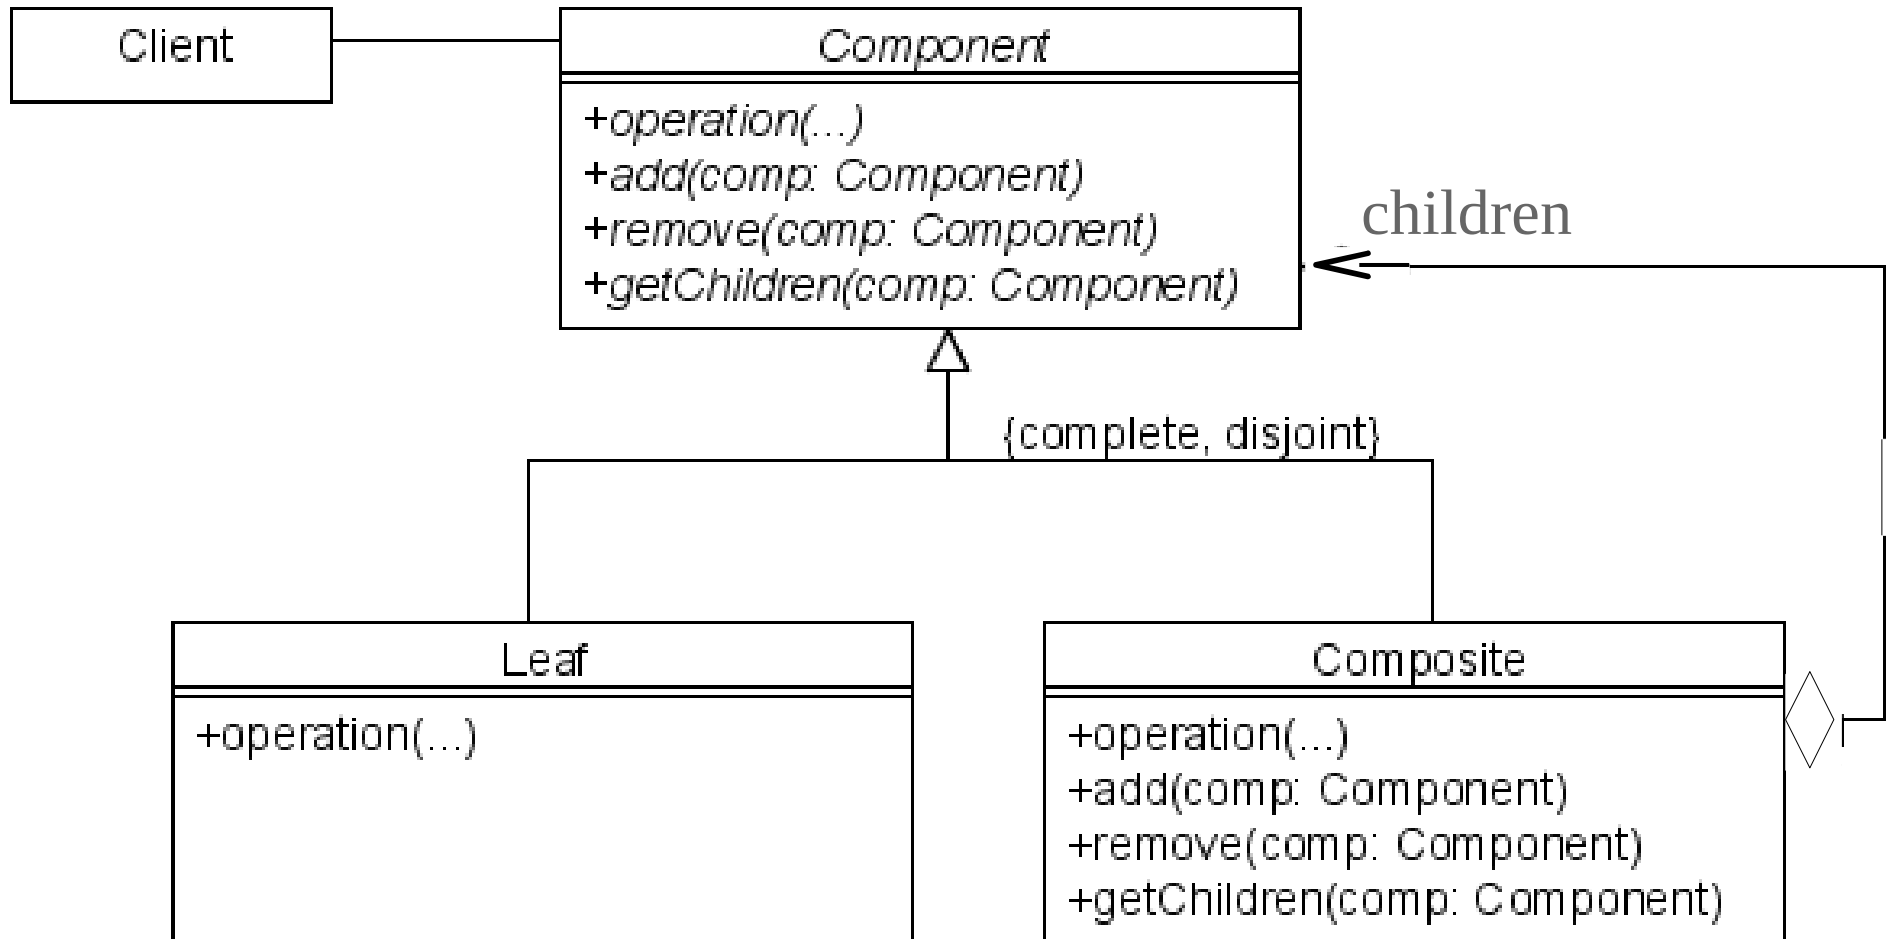 Client
Component
+operation(...)
+add(comp: Component)
+remove(comp: Component)
+getChildren(comp: Component)
children
{complete, disjoint}
Leaf
+operation(...)
Composite
+operation(...)
+add(comp: Component)
+remove(comp: Component)
+getChildren(comp: Component)